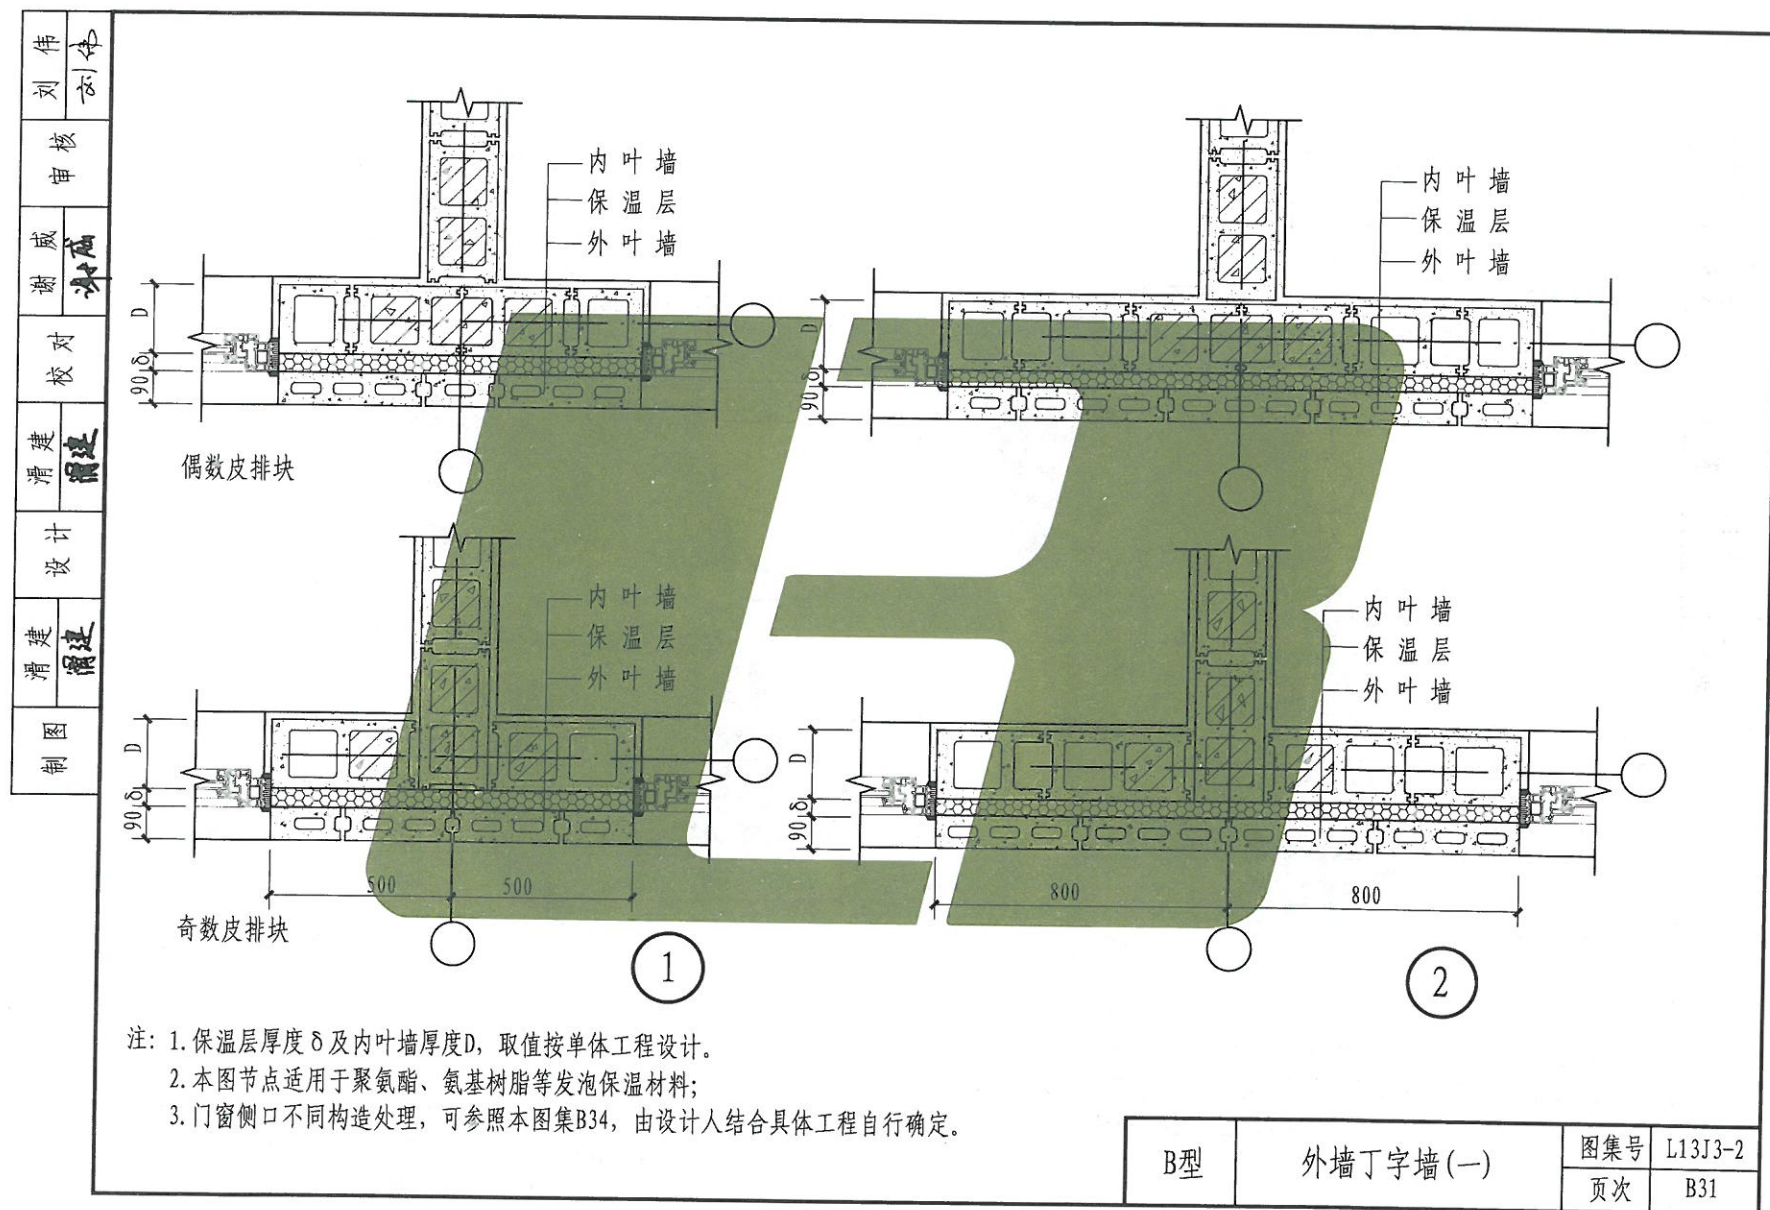 刘伟
审核
谢威
校对
滑建
设计
滑建
制图
内叶墙
保温层
外叶墙
D
δ
90
偶数皮排块
内叶墙
保温层
外叶墙
D
δ
90
内叶墙
保温层
外叶墙
D
δ
90
500
500
奇数皮排块
1
内叶墙
保温层
外叶墙
D
δ
90
800
800
2
注: 1.保温层厚度δ及内叶墙厚度D, 取值按单体工程设计。
2.本图节点适用于聚氨酯、氨基树脂等发泡保温材料;
3.门窗侧口不同构造处理, 可参照本图集B34, 由设计人结合具体工程自行确定。
B型
外墙丁字墙(一)
图集号
L13J3-2
页次
B31